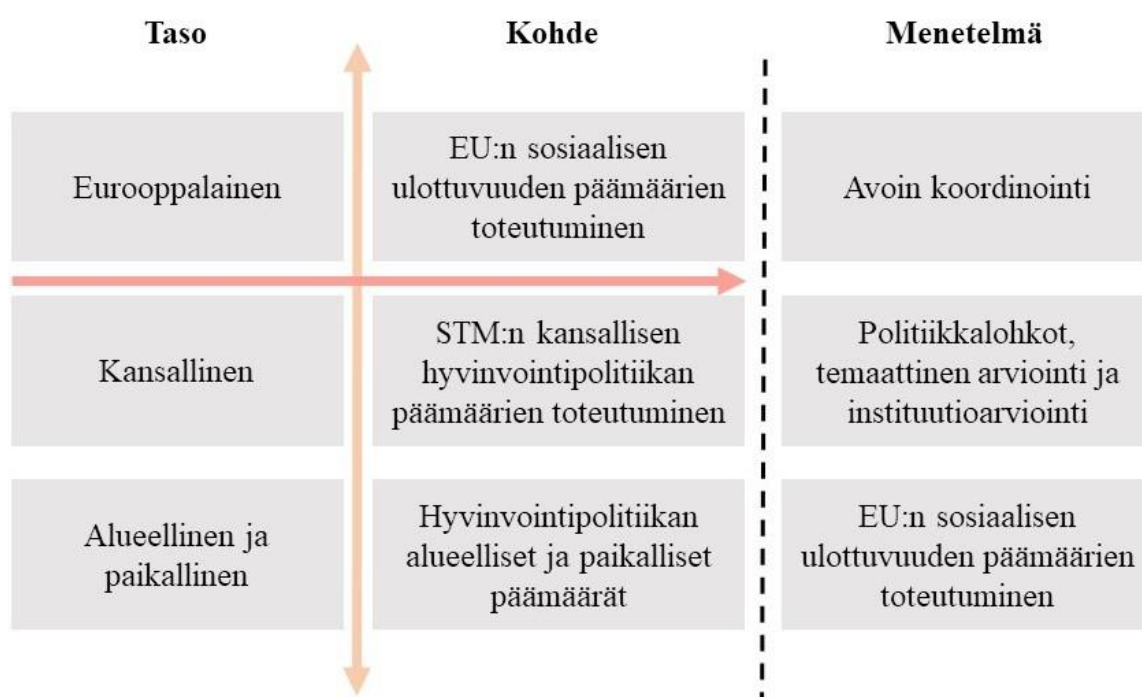 Taso
Kohde
Menetelmä
Eurooppalainen
EU:n sosiaalisen
ulottuvuuden päämäärien
toteutuminen
Avoin koordinointi
Kansallinen
STM:n kansallisen
hyvinvointipolitiikan
päämäärien toteutuminen
Politiikkalohkot,
temaattinen arviointi ja
instituutioarviointi
Alueellinen ja
paikallinen
Hyvinvointipolitiikan
alueelliset ja paikalliset
päämäärät
EU:n sosiaalisen
ulottuvuuden päämäärien
toteutuminen